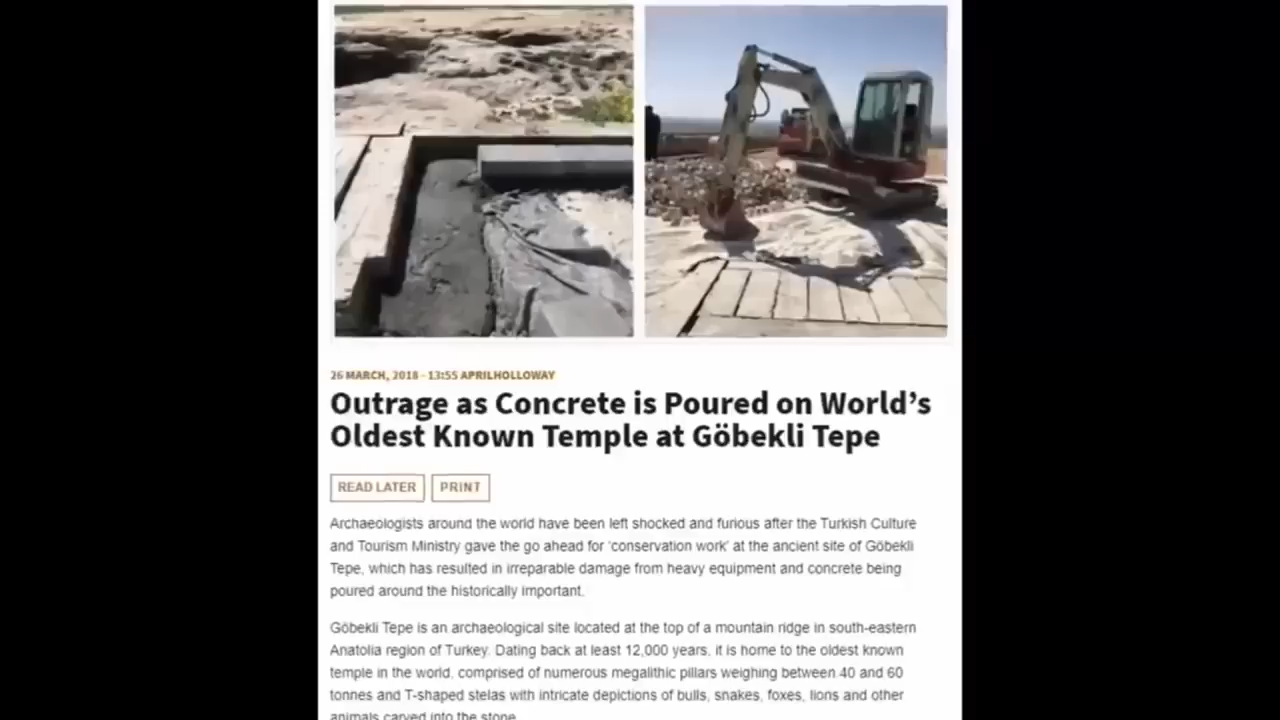 26 MARCH, 2018 - 13:55 APRILHOLLOWAY
Outrage as Concrete is Poured on World’s
Oldest Known Temple at Göbekli Tepe
READ LATER PRINT
Archaeologists around the world have been left shocked and furious after the Turkish Culture
and Tourism Ministry gave the go ahead for ‘conservation work’ at the ancient site of Göbekli
Tepe, which has resulted in irreparable damage from heavy equipment and concrete being
poured around the historically important.
Göbekli Tepe is an archaeological site located at the top of a mountain ridge in south-eastern
Anatolia region of Turkey. Dating back at least 12,000 years, it is home to the oldest known
temple in the world, comprised of numerous megalithic pillars weighing between 40 and 60
tonnes and T-shaped stelas with intricate depictions of bulls, snakes, foxes, lions and other
animals carved into the stone.